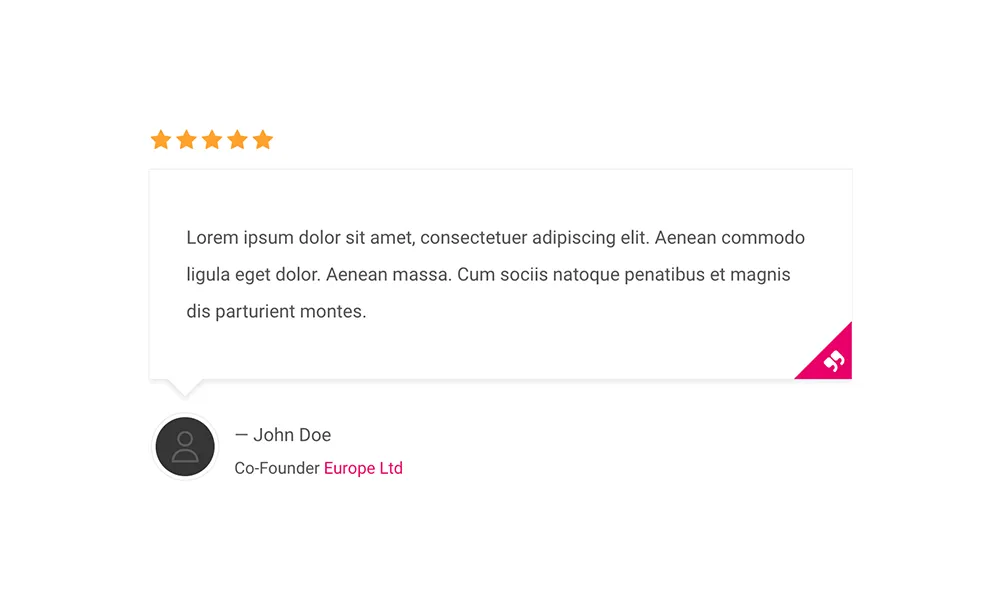 Lorem ipsum dolor sit amet, consectetuer adipiscing elit. Aenean commodo
ligula eget dolor. Aenean massa. Cum sociis natoque penatibus et magnis
dis parturient montes.
— John Doe
Co-Founder Europe Ltd